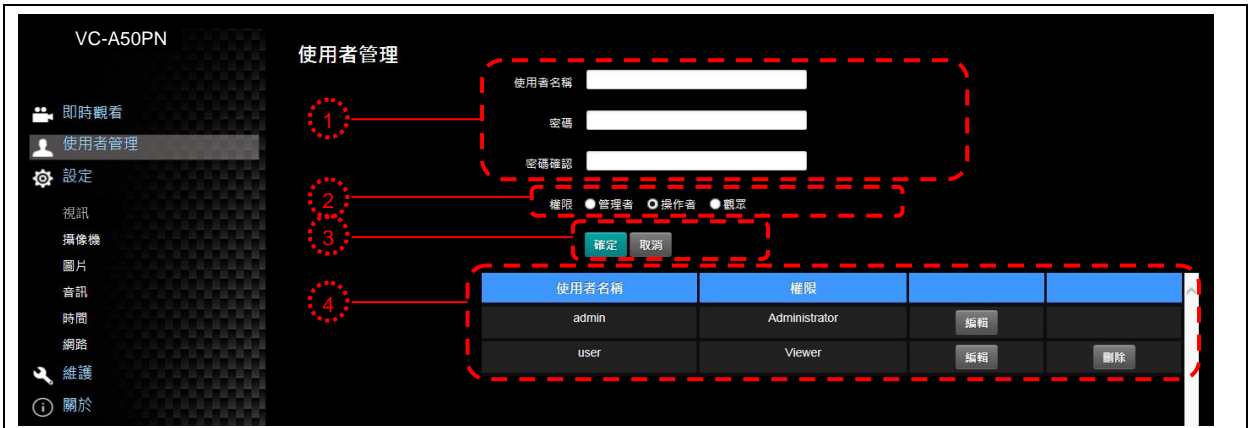 VC-A50PN
即時觀看
使用者管理
設定
視訊
攝像機
圖片
音訊
時間
網路
維護
關於
使用者管理
1
使用者名稱
密碼
密碼確認
2
權限 管理者 操作者 觀眾
3
確定 取消
4
使用者名稱 權限
admin Administrator 編輯
user Viewer 編輯 刪除